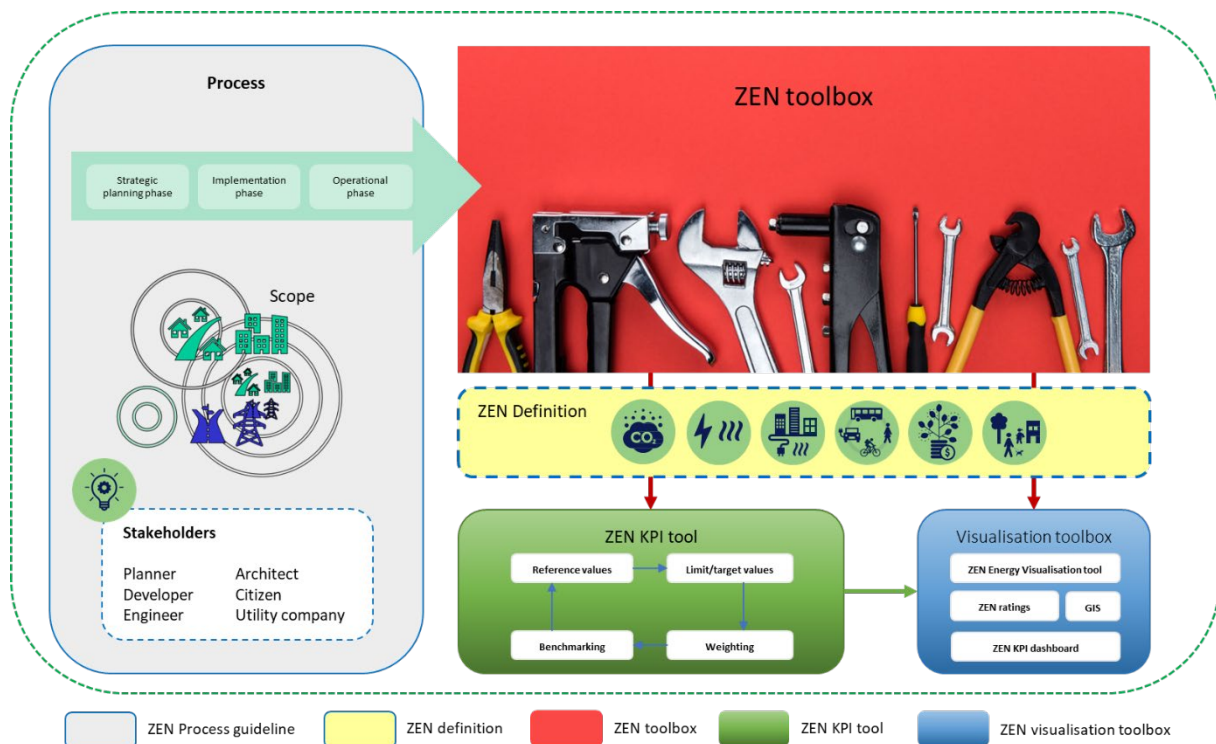 Process
Strategic
planning phase
Implementation
phase
Operational
phase
Scope
Stakeholders
Planner Architect
Developer Citizen
Engineer Utility company
ZEN toolbox
ZEN Definition
CO₂
$
ZEN KPI tool
Reference values
Limit/target values
Benchmarking
Weighting
Visualisation toolbox
ZEN Energy Visualisation tool
ZEN ratings
GIS
ZEN KPI dashboard
ZEN Process guideline
ZEN definition
ZEN toolbox
ZEN KPI tool
ZEN visualisation toolbox